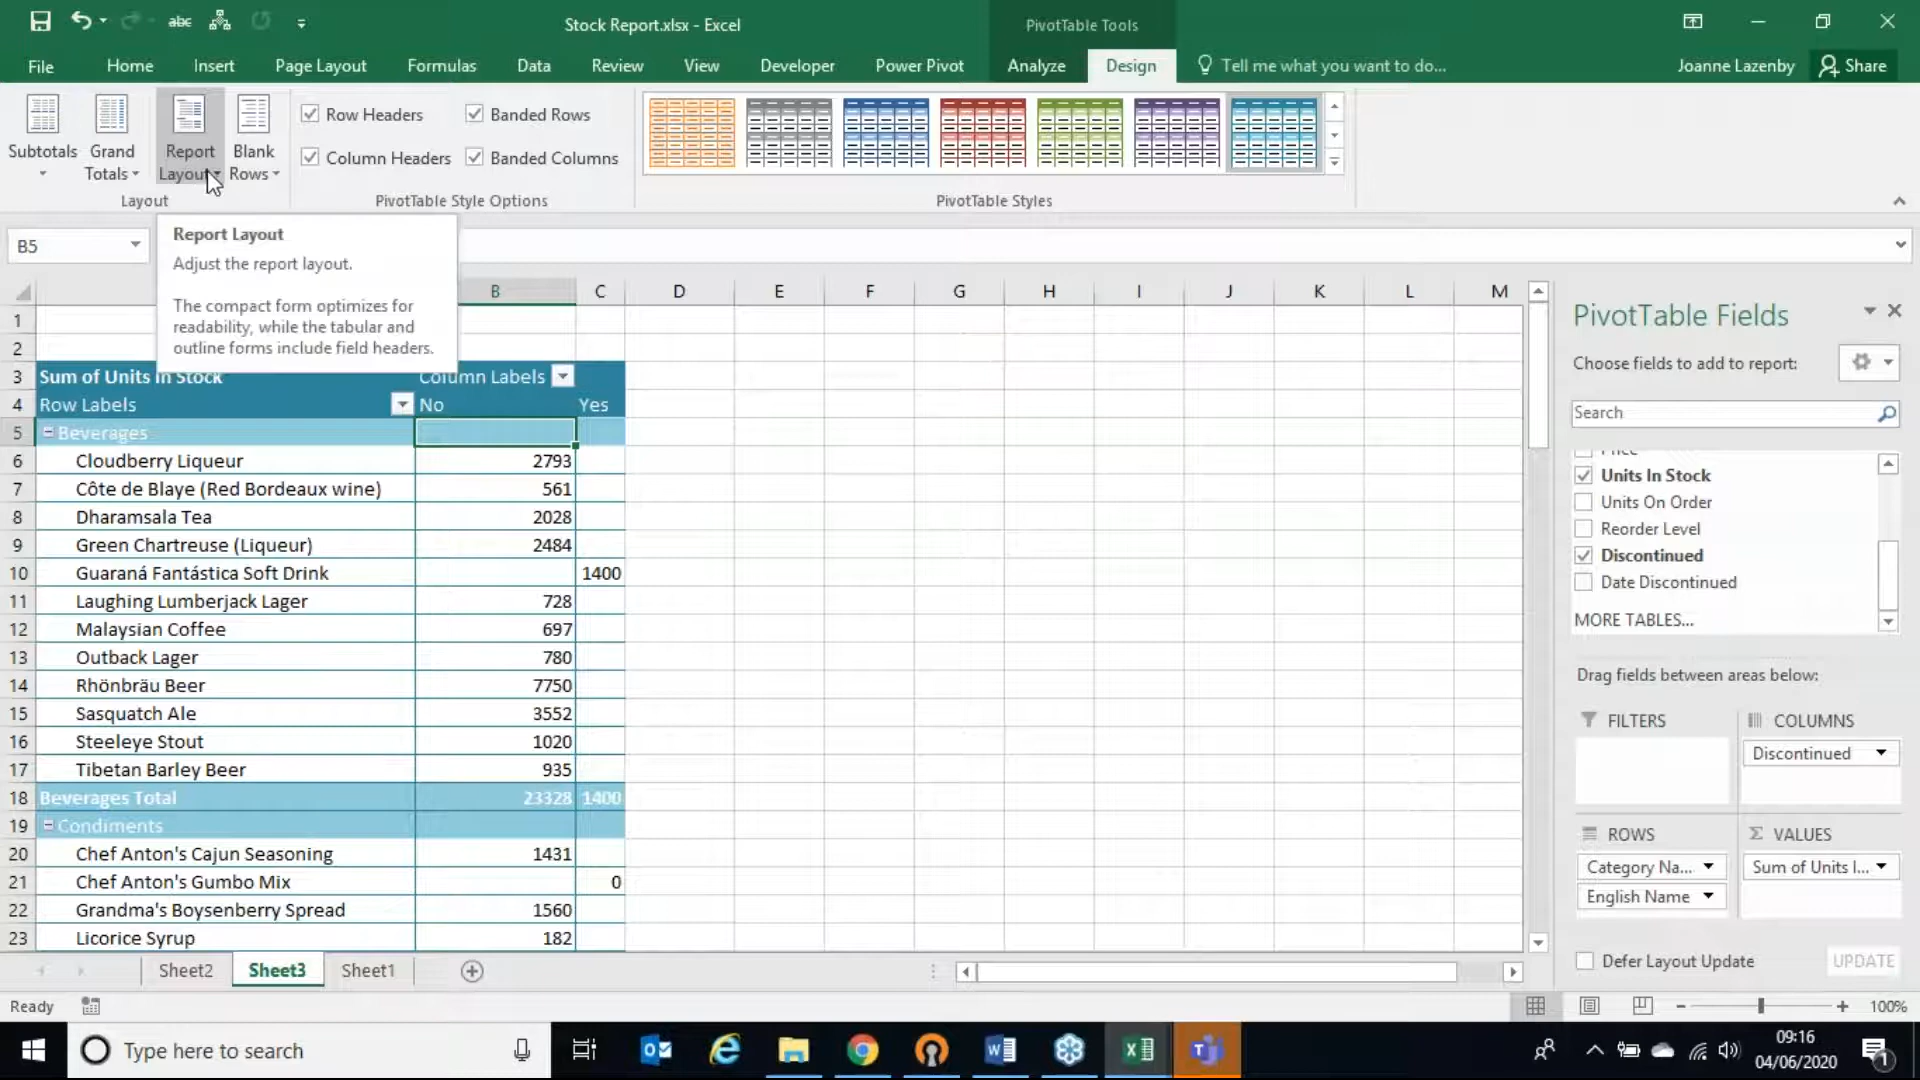 abc
Stock Report.xlsx - Excel
PivotTable Tools
File
Home
Insert
Page Layout
Formulas
Data
Review
View
Developer
Power Pivot
Analyze
Design
Tell me what you want to do...
Joanne Lazenby
Share
Subtotals
Grand
Totals
Report
Layout
Blank
Rows
Row Headers
Banded Rows
Column Headers
Banded Columns
Layout
PivotTable Style Options
PivotTable Styles
B5
Report Layout
Adjust the report layout.
The compact form optimizes for
readability, while the tabular and
outline forms include field headers.
B C D E F G H I J K L M
1
2
3 Sum of Units In Stock Column Labels
4 Row Labels No Yes
5 Beverages
6 Cloudberry Liqueur 2793
7 Côte de Blaye (Red Bordeaux wine) 561
8 Dharamsala Tea 2028
9 Green Chartreuse (Liqueur) 2484
10 Guaraná Fantástica Soft Drink 1400
11 Laughing Lumberjack Lager 728
12 Malaysian Coffee 697
13 Outback Lager 780
14 Rhönbräu Beer 7750
15 Sasquatch Ale 3552
16 Steeleye Stout 1020
17 Tibetan Barley Beer 935
18 Beverages Total 23328 1400
19 Condiments
20 Chef Anton's Cajun Seasoning 1431
21 Chef Anton's Gumbo Mix 0
22 Grandma's Boysenberry Spread 1560
23 Licorice Syrup 182
PivotTable Fields
Choose fields to add to report:
Search
Price
Units In Stock
Units On Order
Reorder Level
Discontinued
Date Discontinued
MORE TABLES...
Drag fields between areas below:
FILTERS
COLUMNS
Discontinued
ROWS
Σ VALUES
Category Na...
Sum of Units I...
English Name
Defer Layout Update
UPDATE
Sheet2
Sheet3
Sheet1
Ready
100%
Type here to search
09:16
04/06/2020
1